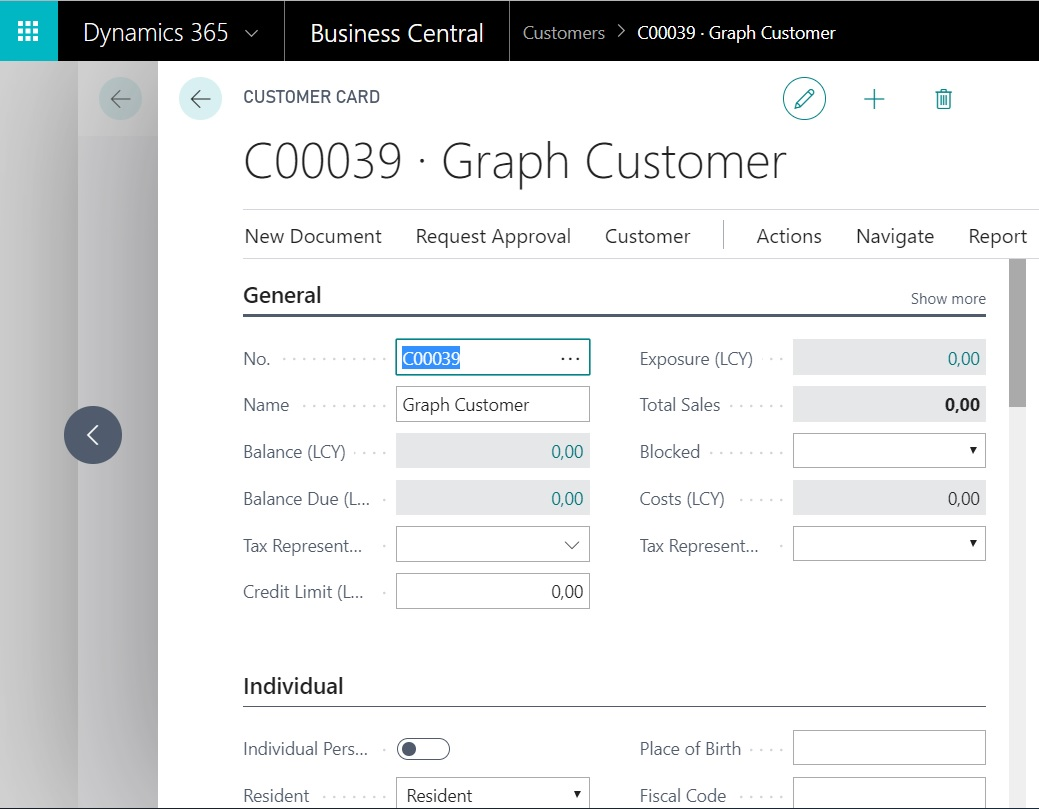 Dynamics 365 Business Central Customers > C00039 · Graph Customer
CUSTOMER CARD
C00039 · Graph Customer
New Document Request Approval Customer Actions Navigate Report
General Show more
No. C00039 ... Exposure (LCY) 0,00
Name Graph Customer Total Sales 0,00
Balance (LCY) 0,00 Blocked
Balance Due (L... 0,00 Costs (LCY) 0,00
Tax Represent... Tax Represent...
Credit Limit (L... 0,00
Individual
Individual Pers... Place of Birth
Resident Resident Fiscal Code